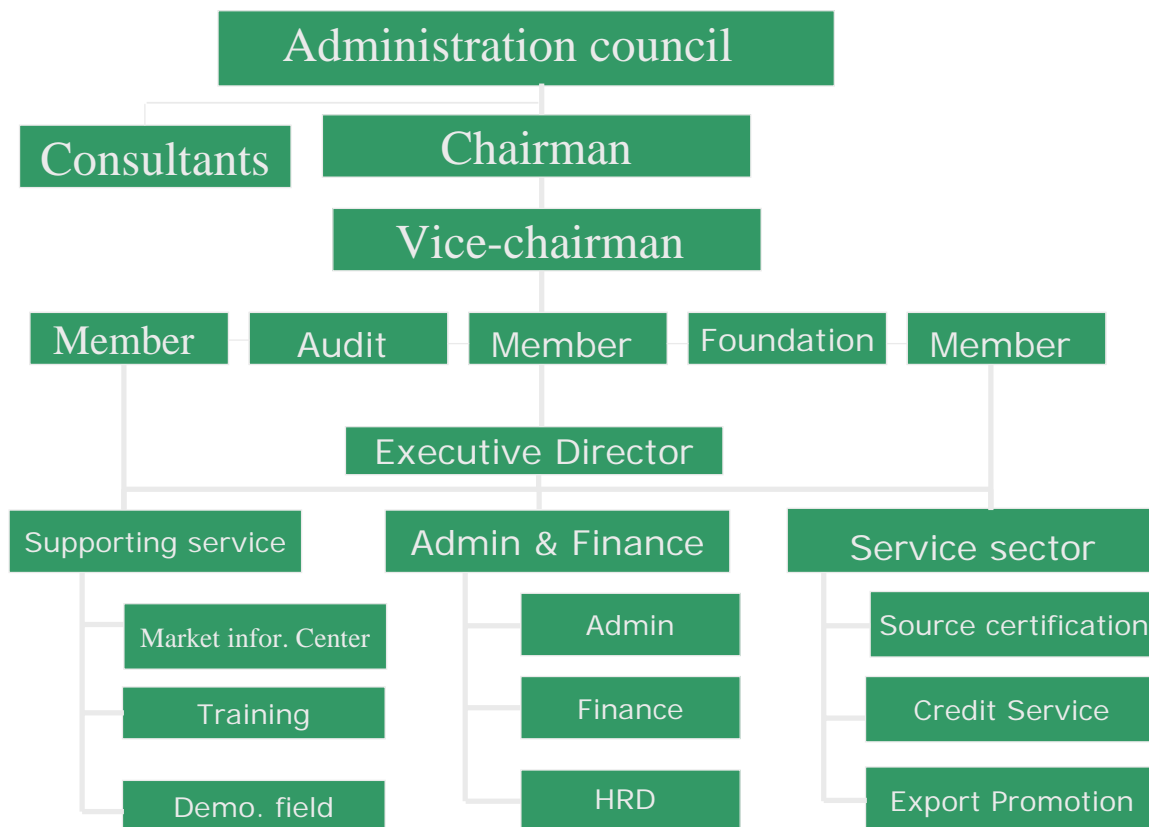 Administration council
Consultants
Chairman
Vice-chairman
Member
Audit
Member
Foundation
Member
Executive Director
Supporting service
Admin & Finance
Service sector
Market infor. Center
Admin
Source certification
Training
Finance
Credit Service
Demo. field
HRD
Export Promotion